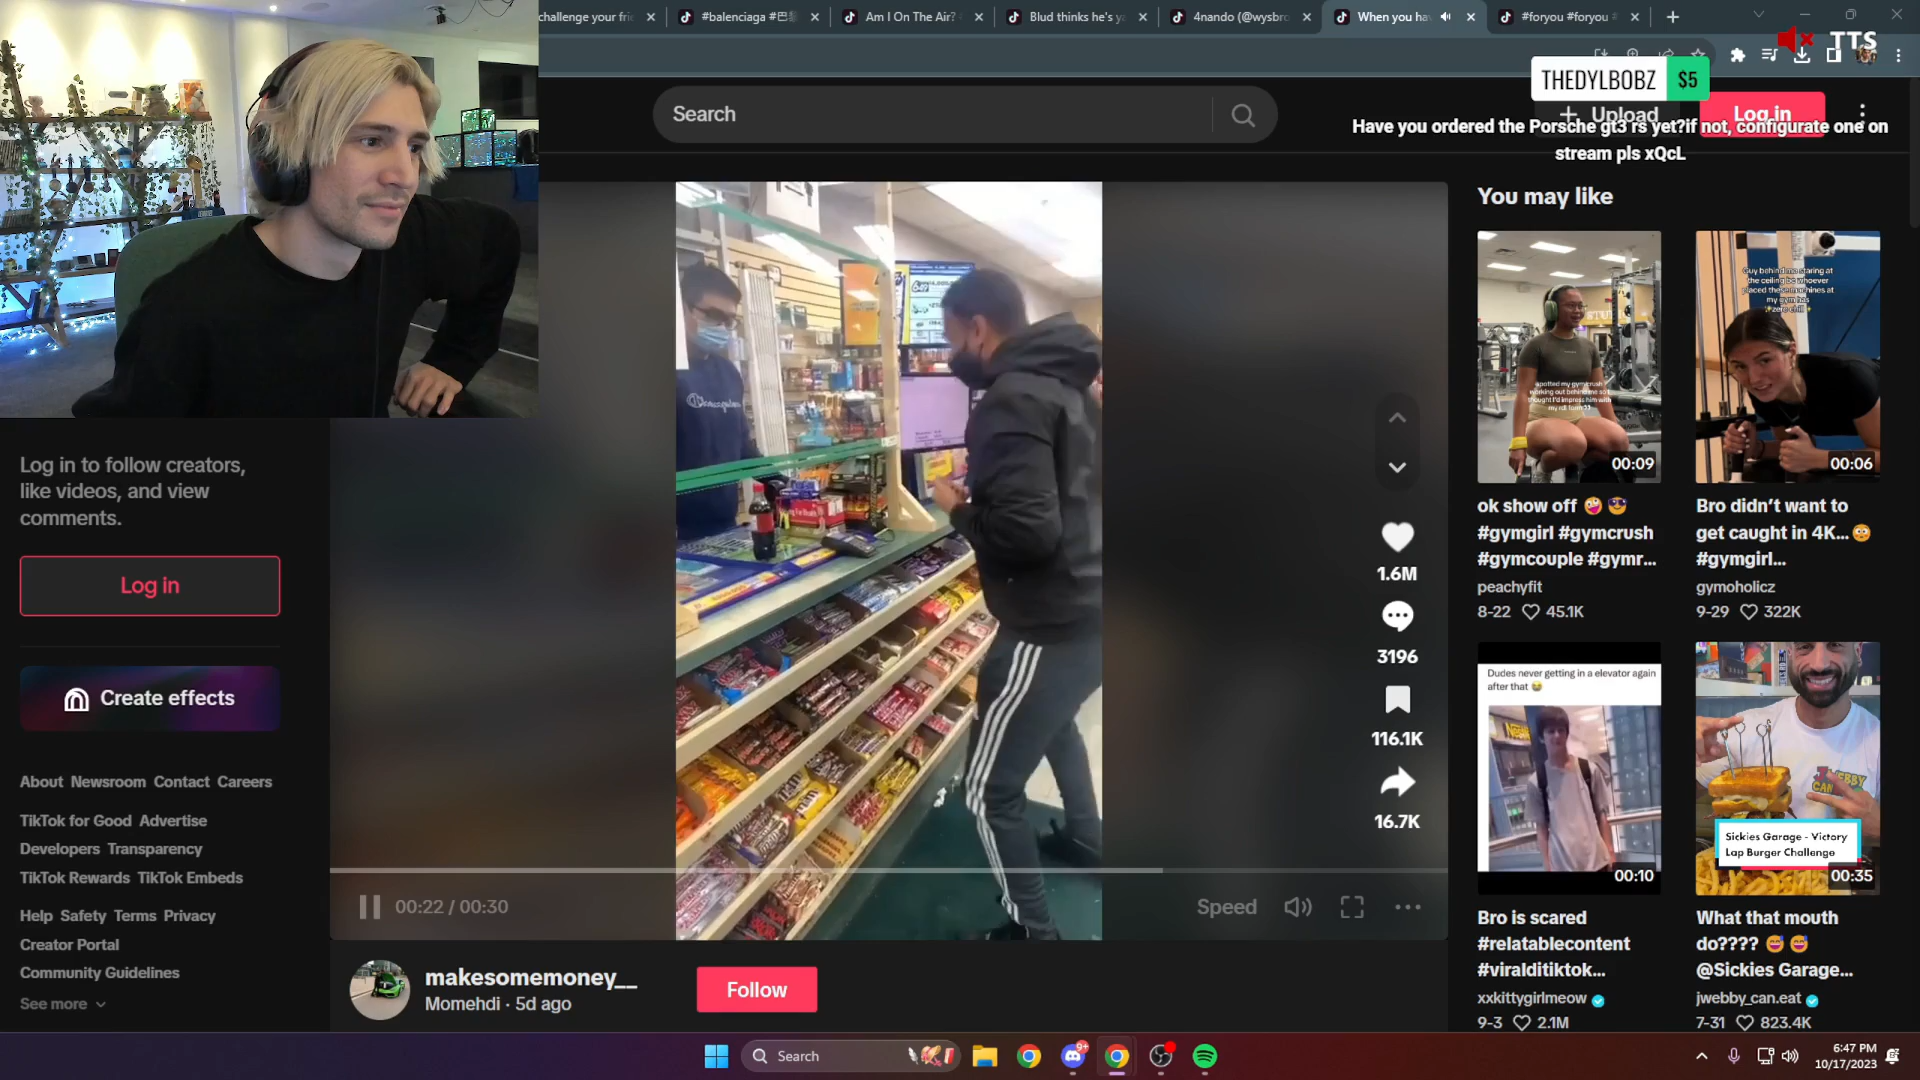 challenge your frie
#balenciaga #巴黎
Am I On The Air?
Blud thinks he's ya
4nando (@wysbro
When you hav
#foryou #foryou #
TTS
THEDYLBOBZ $5
Have you ordered the Porsche gt3 rs yet?if not, configurate one on
stream pls xQcL
Search
Upload
Log in
You may like
Log in to follow creators,
like videos, and view
comments.
Log in
Create effects
About Newsroom Contact Careers
TikTok for Good Advertise
Developers Transparency
TikTok Rewards TikTok Embeds
Help Safety Terms Privacy
Creator Portal
Community Guidelines
See more
1.6M
3196
116.1K
16.7K
00:22 / 00:30
Speed
makesomemoney__
Momehdi · 5d ago
Follow
spotted my gym crush
working out behind me so i
thought I'd impress him with
my rdl form
00:09
ok show off 🤪 😎
#gymgirl #gymcrush
#gymcouple #gymr...
peachyfit
8-22 45.1K
Guy behind me staring at
the ceiling bc whoever
placed these machines at
my gym has
zero chill
00:06
Bro didn't want to
get caught in 4K...😳
#gymgirl...
gymoholicz
9-29 322K
Dudes never getting in a elevator again
after that 😭
00:10
Bro is scared
#relatablecontent
#viralditiktok...
xxkittygirlmeow
9-3 2.1M
Sickies Garage - Victory
Lap Burger Challenge
00:35
What that mouth
do???? 😅 😅
@Sickies Garage...
jwebby_can.eat
7-31 823.4K
Search
9+
6:47 PM
10/17/2023